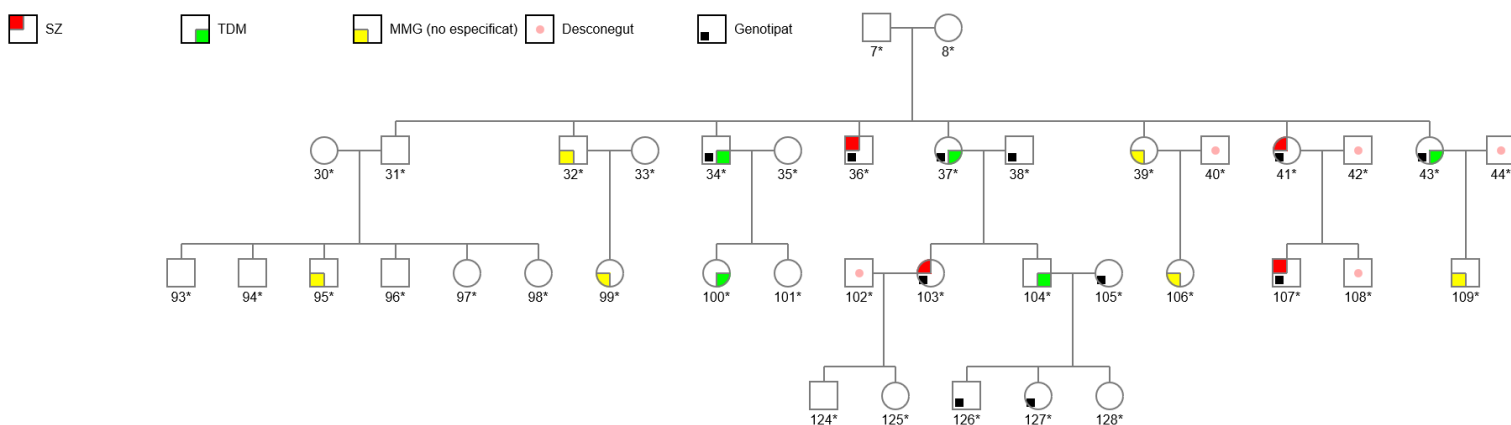 SZ TDM MMG (no especificat) Desconegut Genotipat
7* 8*
30* 31* 32* 33* 34* 35* 36* 37* 38* 39* 40* 41* 42* 43* 44*
93* 94* 95* 96* 97* 98* 99* 100* 101* 102* 103* 104* 105* 106* 107* 108* 109*
124* 125* 126* 127* 128*